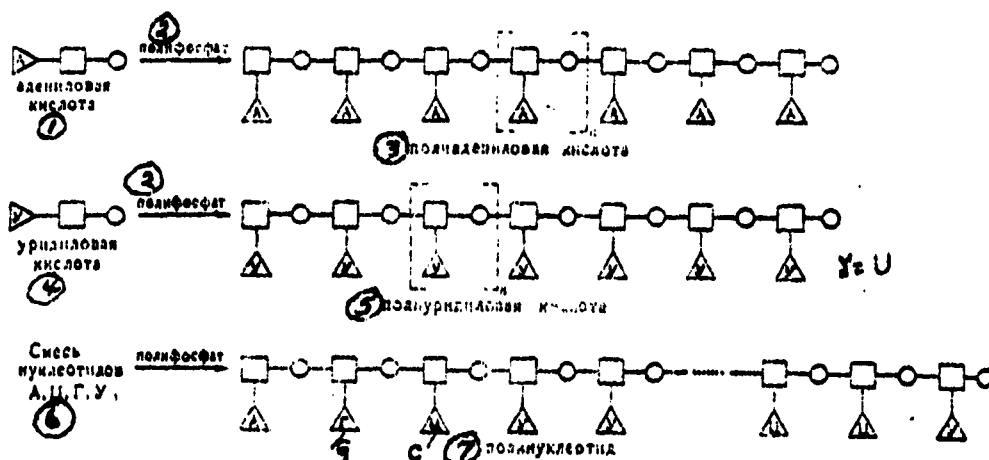 2
полифосфат
А
адениловая
кислота
1
А А А А А А А
n
3 полиадениловая кислота
2
полифосфат
У
уридиловая
кислота
4
У У У У У У У
У = U
n
5 полиуридиловая кислота
Смесь
нуклеотидов
А, Ц, Г, У,
6
полифосфат
А Г
Ц У
g C 7 полинуклеотид